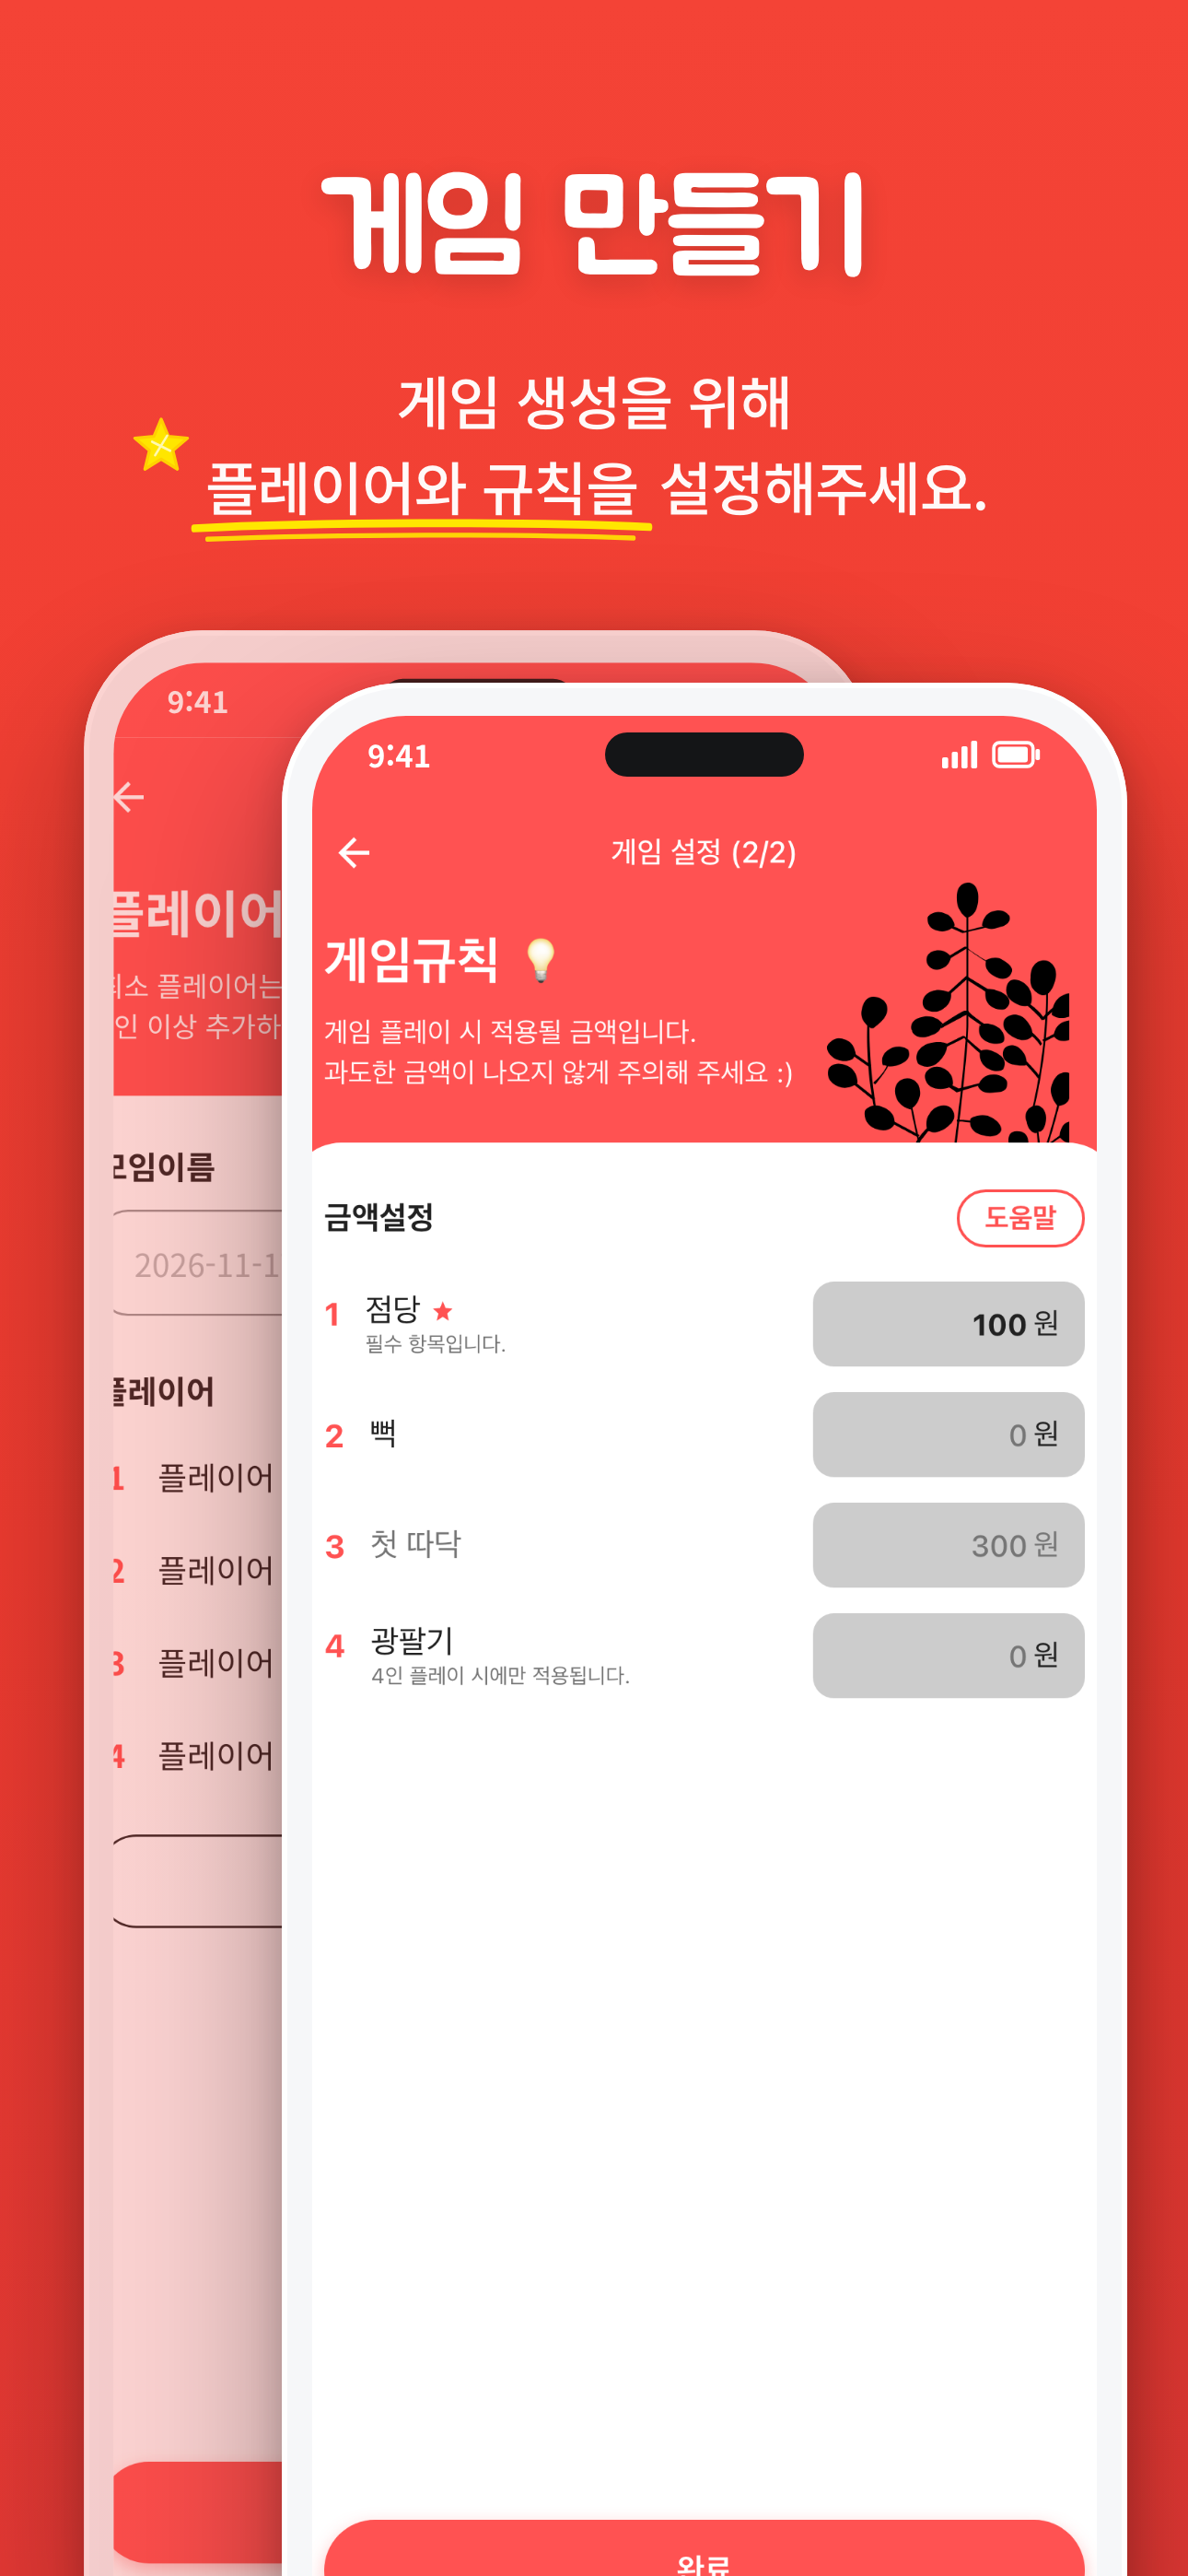 게임 만들기
게임 생성을 위해
플레이어와 규칙을 설정해주세요.
9:41
플레이어
최소 플레이어는
인 이상 추가하
모임이름
2026-11-1
플레이어
1 플레이어
2 플레이어
3 플레이어
4 플레이어
9:41
게임 설정 (2/2)
게임규칙
게임 플레이 시 적용될 금액입니다.
과도한 금액이 나오지 않게 주의해 주세요 :)
금액설정
도움말
1 점당
100 원
필수 항목입니다.
2 뻑
0 원
3 첫 따닥
300 원
4 광팔기
0 원
4인 플레이 시에만 적용됩니다.
완료